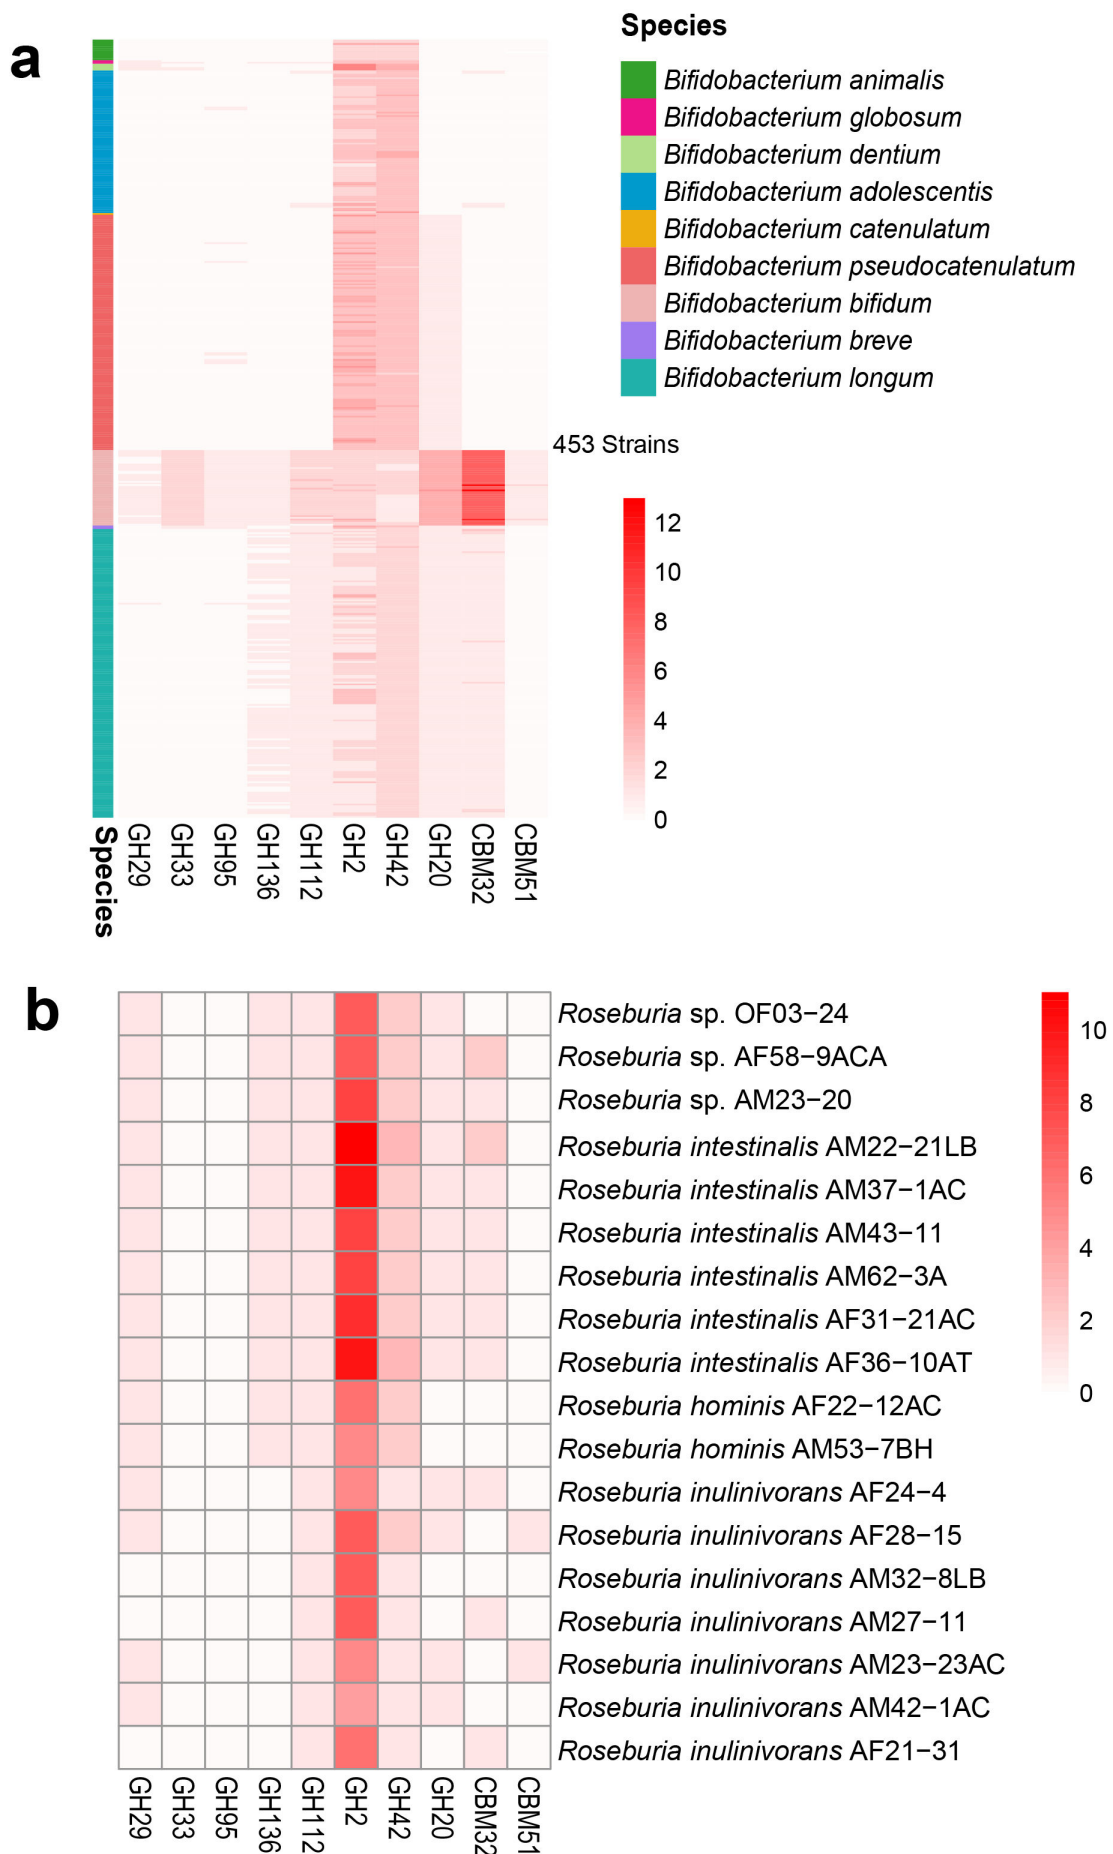 a
Species
Bifidobacterium animalis
Bifidobacterium globosum
Bifidobacterium dentium
Bifidobacterium adolescentis
Bifidobacterium catenulatum
Bifidobacterium pseudocatenulatum
Bifidobacterium bifidum
Bifidobacterium breve
Bifidobacterium longum
453 Strains
12
10
8
6
4
2
0
Species
GH29
GH33
GH95
GH136
GH112
GH2
GH42
GH20
CBM32
CBM51
b
Roseburia sp. OF03−24
Roseburia sp. AF58−9ACA
Roseburia sp. AM23−20
Roseburia intestinalis AM22−21LB
Roseburia intestinalis AM37−1AC
Roseburia intestinalis AM43−11
Roseburia intestinalis AM62−3A
Roseburia intestinalis AF31−21AC
Roseburia intestinalis AF36−10AT
Roseburia hominis AF22−12AC
Roseburia hominis AM53−7BH
Roseburia inulinivorans AF24−4
Roseburia inulinivorans AF28−15
Roseburia inulinivorans AM32−8LB
Roseburia inulinivorans AM27−11
Roseburia inulinivorans AM23−23AC
Roseburia inulinivorans AM42−1AC
Roseburia inulinivorans AF21−31
10
8
6
4
2
0
GH29
GH33
GH95
GH136
GH112
GH2
GH42
GH20
CBM32
CBM51